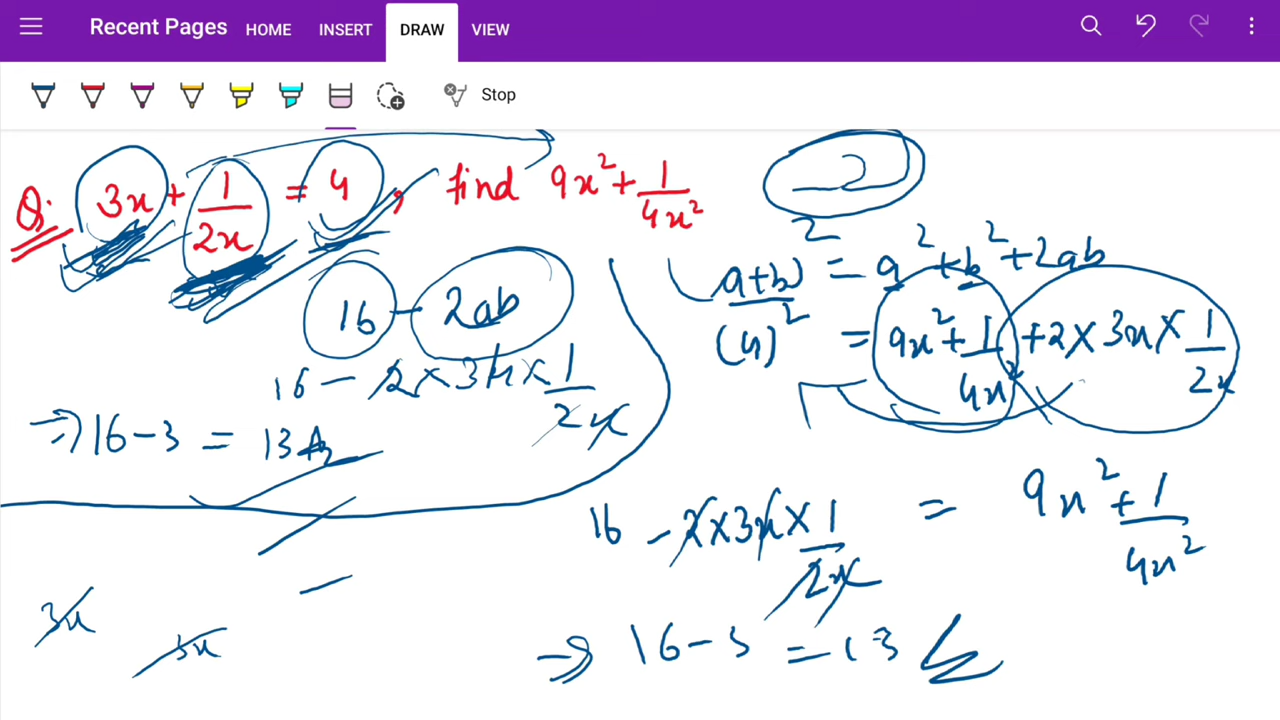 Recent Pages HOME INSERT DRAW VIEW
Stop
Q. 3x + 1/2x = 4, find 9x² + 1/4x²
16 - 2ab
16 - 2 × 3x × 1/2x
⇒ 16 - 3 = 13
(a+b)² = a² + b² + 2ab
(4)² = 9x² + 1/4x² + 2 × 3x × 1/2x
16 - 2 × 3x × 1/2x = 9x² + 1/4x²
⇒ 16 - 3 = 13
3x
3x